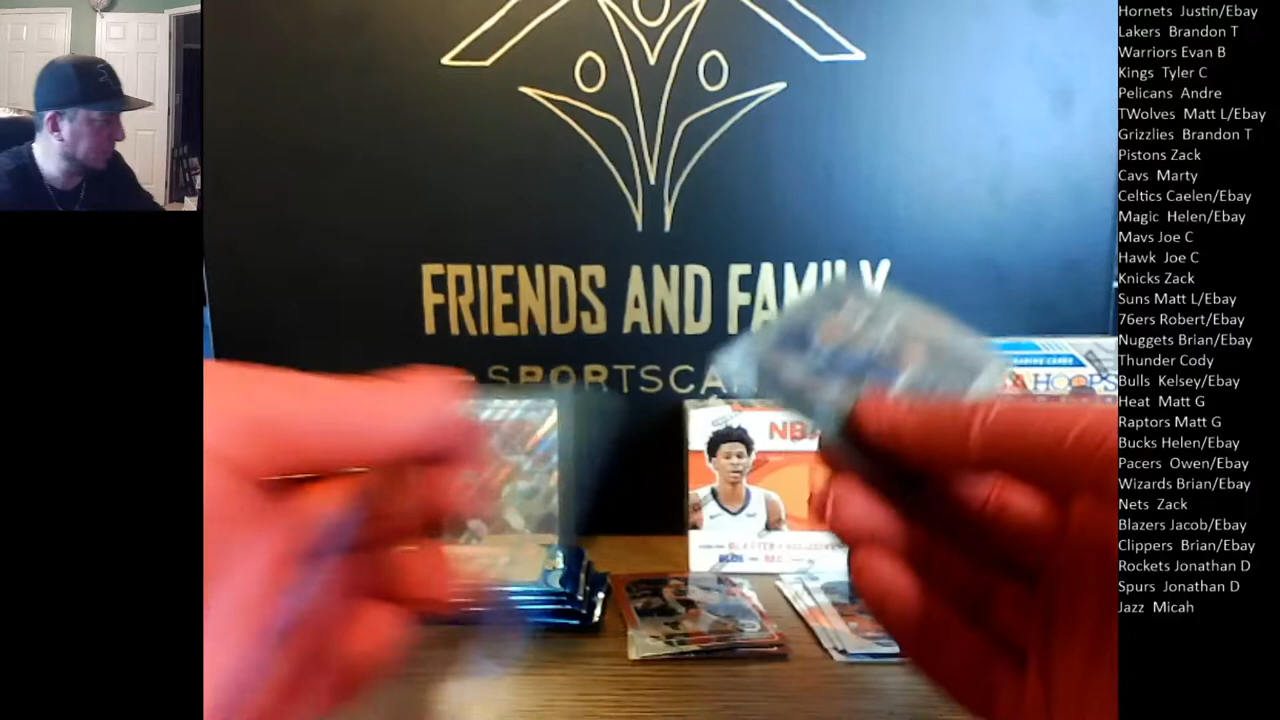 FRIENDS AND FAMILY
SPORTSCA
NB
TRADING CARDS
HOOPS
Hornets Justin/Ebay
Lakers Brandon T
Warriors Evan B
Kings Tyler C
Pelicans Andre
TWolves Matt L/Ebay
Grizzlies Brandon T
Pistons Zack
Cavs Marty
Celtics Caelen/Ebay
Magic Helen/Ebay
Mavs Joe C
Hawk Joe C
Knicks Zack
Suns Matt L/Ebay
76ers Robert/Ebay
Nuggets Brian/Ebay
Thunder Cody
Bulls Kelsey/Ebay
Heat Matt G
Raptors Matt G
Bucks Helen/Ebay
Pacers Owen/Ebay
Wizards Brian/Ebay
Nets Zack
Blazers Jacob/Ebay
Clippers Brian/Ebay
Rockets Jonathan D
Spurs Jonathan D
Jazz Micah